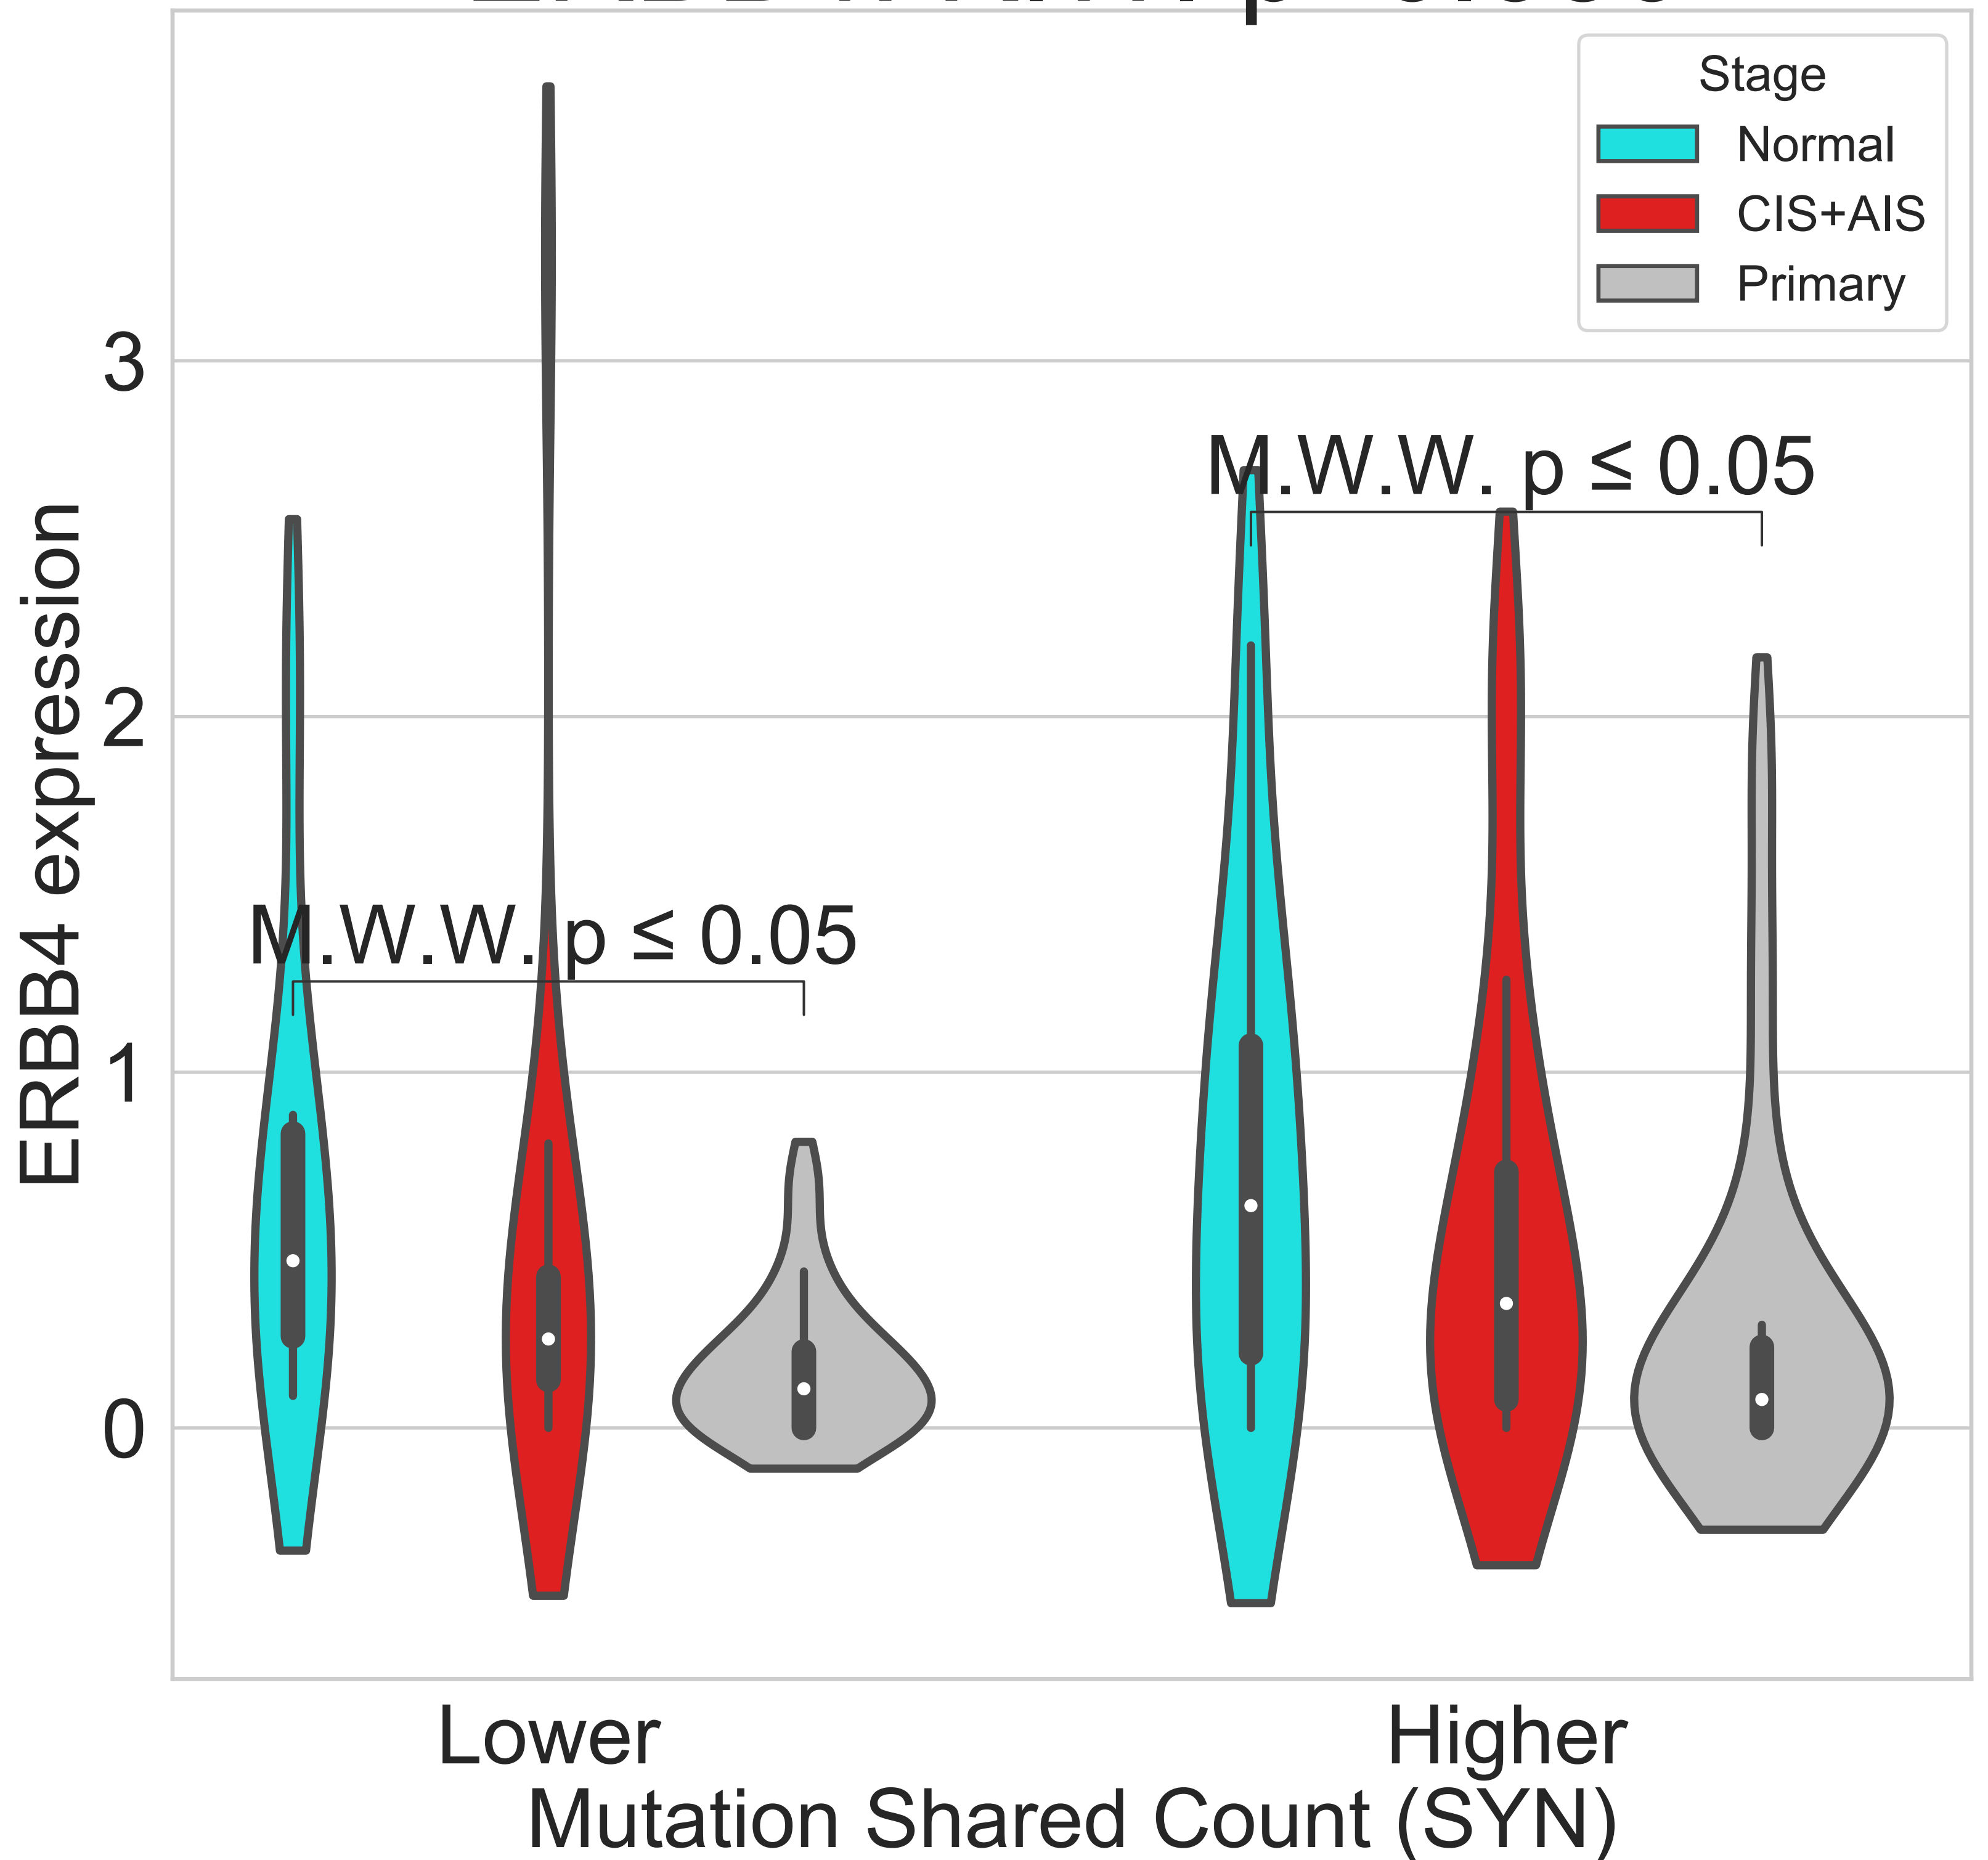 Stage
Normal
CIS+AIS
Primary
3
2
1
0
ERBB4 expression
M.W.W. p ≤ 0.05
M.W.W. p ≤ 0.05
Lower
Higher
Mutation Shared Count (SYN)